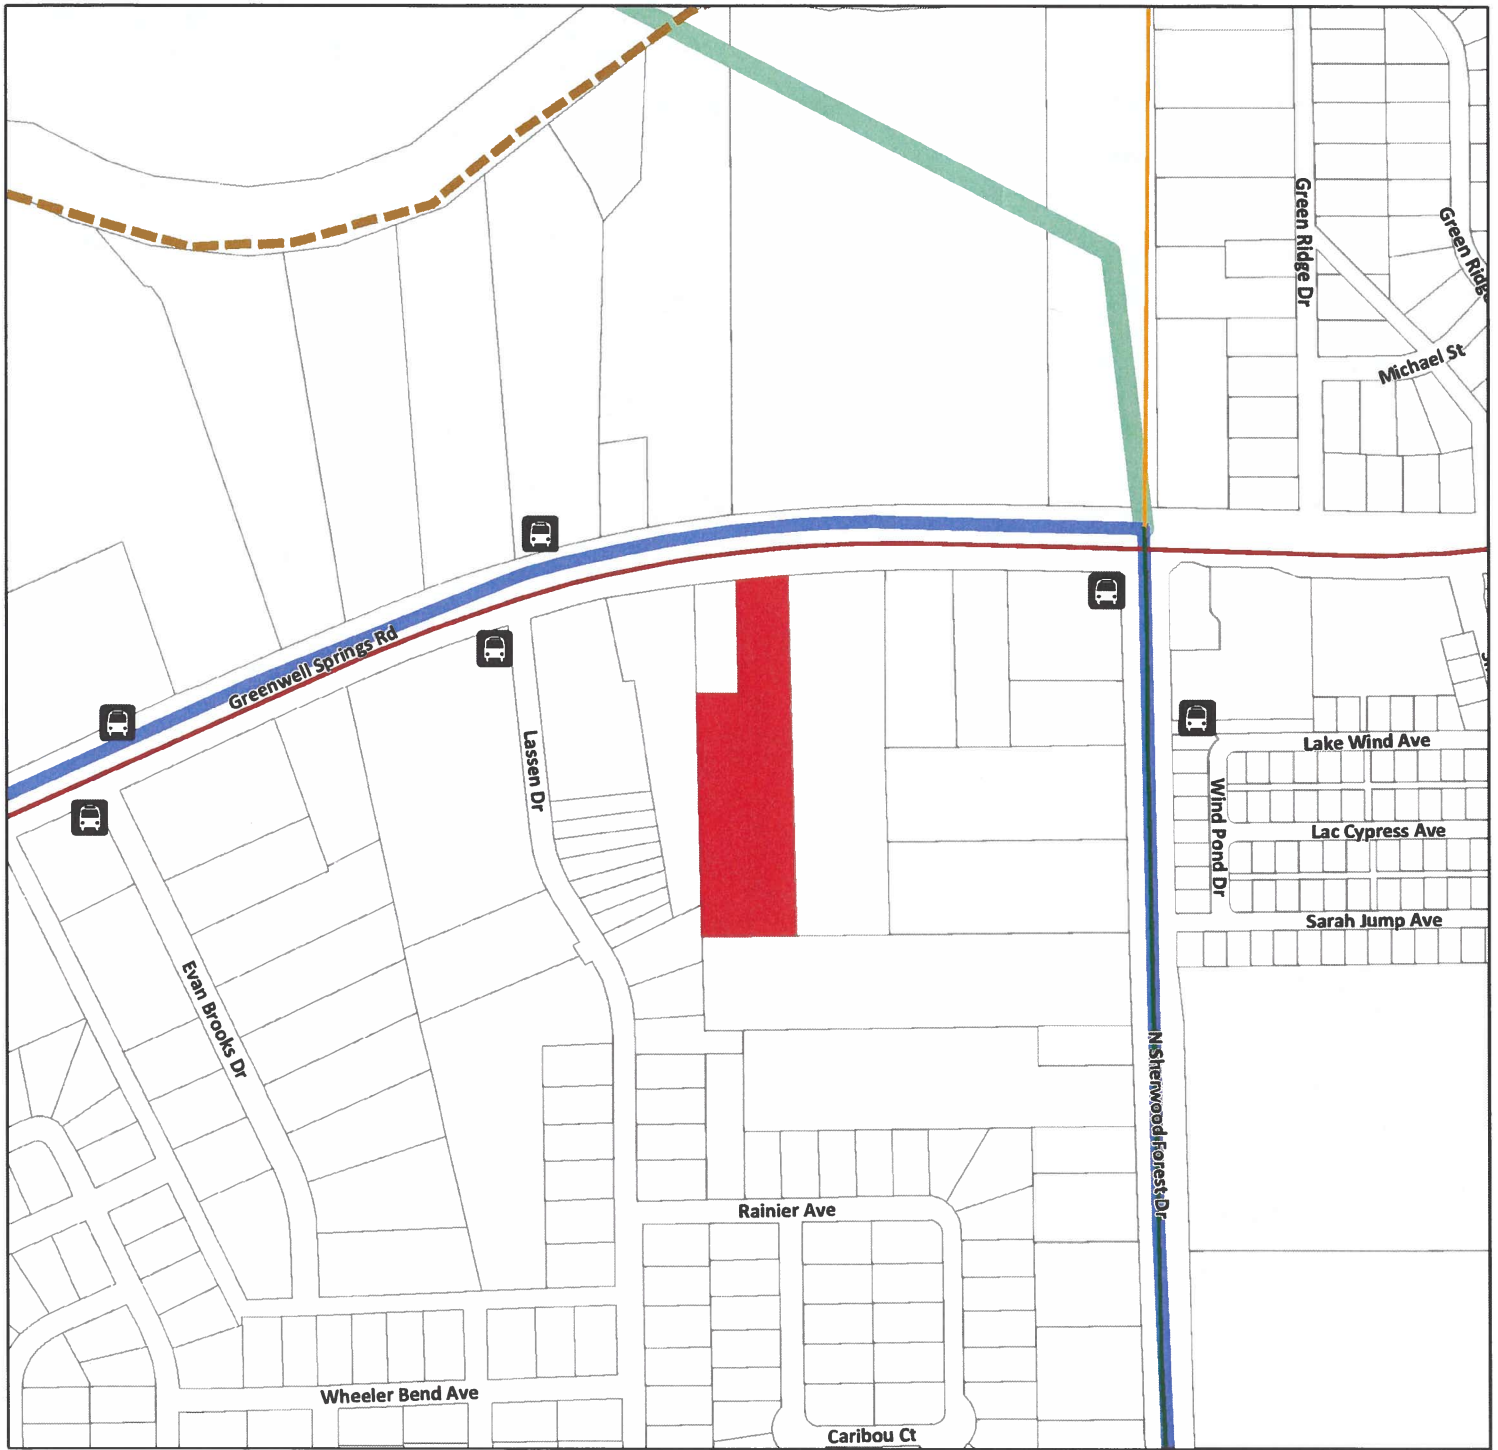 Green Ridge Dr
Green Ridge
Michael St
Greenwell Springs Rd
Lassen Dr
Lake Wind Ave
Wind Pond Dr
Lac Cypress Ave
Sarah Jump Ave
Evan Brooks Dr
N Sherwood Forest Dr
Rainier Ave
Wheeler Bend Ave
Caribou Ct